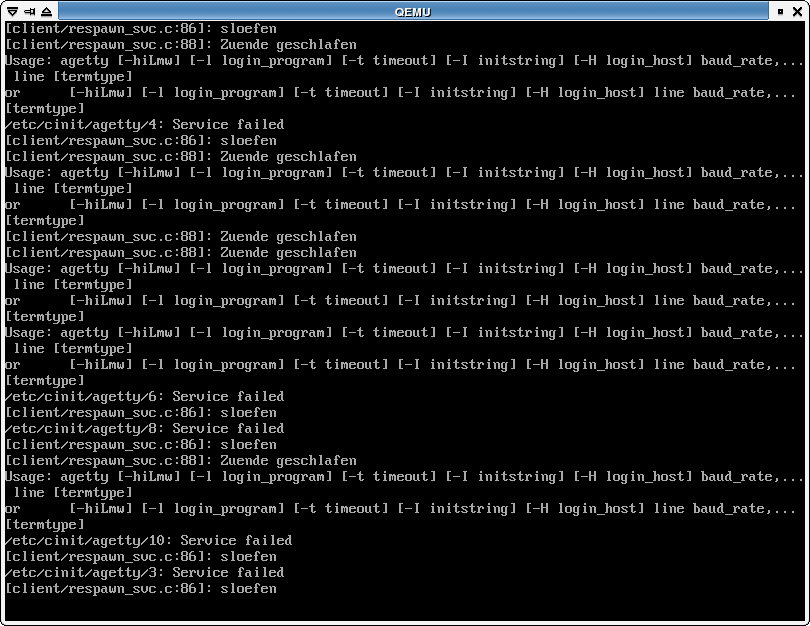 QEMU
[client/respawn_svc.c:86]: sloefen
[client/respawn_svc.c:88]: Zuende geschlafen
Usage: agetty [-hiLmw] [-l login_program] [-t timeout] [-I initstring] [-H login_host] baud_rate,...
 line [termtype]
or      [-hiLmw] [-l login_program] [-t timeout] [-I initstring] [-H login_host] line baud_rate,...
[termtype]
/etc/cinit/agetty/4: Service failed
[client/respawn_svc.c:86]: sloefen
[client/respawn_svc.c:88]: Zuende geschlafen
Usage: agetty [-hiLmw] [-l login_program] [-t timeout] [-I initstring] [-H login_host] baud_rate,...
 line [termtype]
or      [-hiLmw] [-l login_program] [-t timeout] [-I initstring] [-H login_host] line baud_rate,...
[termtype]
[client/respawn_svc.c:88]: Zuende geschlafen
[client/respawn_svc.c:88]: Zuende geschlafen
Usage: agetty [-hiLmw] [-l login_program] [-t timeout] [-I initstring] [-H login_host] baud_rate,...
 line [termtype]
or      [-hiLmw] [-l login_program] [-t timeout] [-I initstring] [-H login_host] line baud_rate,...
[termtype]
Usage: agetty [-hiLmw] [-l login_program] [-t timeout] [-I initstring] [-H login_host] baud_rate,...
 line [termtype]
or      [-hiLmw] [-l login_program] [-t timeout] [-I initstring] [-H login_host] line baud_rate,...
[termtype]
/etc/cinit/agetty/6: Service failed
[client/respawn_svc.c:86]: sloefen
/etc/cinit/agetty/8: Service failed
[client/respawn_svc.c:86]: sloefen
[client/respawn_svc.c:88]: Zuende geschlafen
Usage: agetty [-hiLmw] [-l login_program] [-t timeout] [-I initstring] [-H login_host] baud_rate,...
 line [termtype]
or      [-hiLmw] [-l login_program] [-t timeout] [-I initstring] [-H login_host] line baud_rate,...
[termtype]
/etc/cinit/agetty/10: Service failed
[client/respawn_svc.c:86]: sloefen
/etc/cinit/agetty/3: Service failed
[client/respawn_svc.c:86]: sloefen